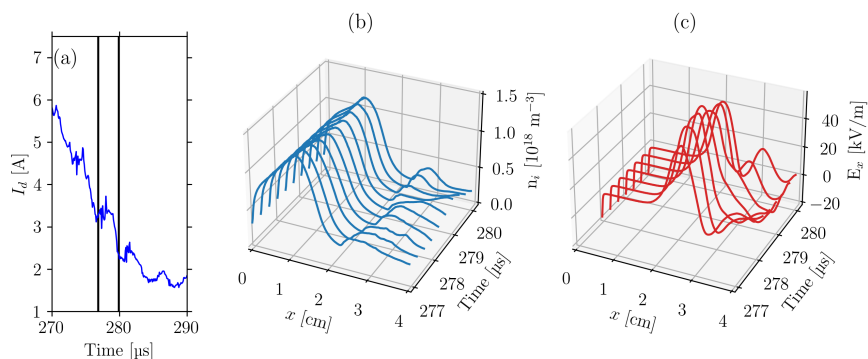 (a)
7
6
5
4
3
2
1
I_d [A]
270 280 290
Time [µs]
(b)
0 1 2 3 4
x [cm]
277 278 279 280
Time [µs]
0.0 0.5 1.0 1.5
n_i [10^18 m^−3]
(c)
0 1 2 3 4
x [cm]
277 278 279 280
Time [µs]
−20 0 20 40
E_x [kV/m]